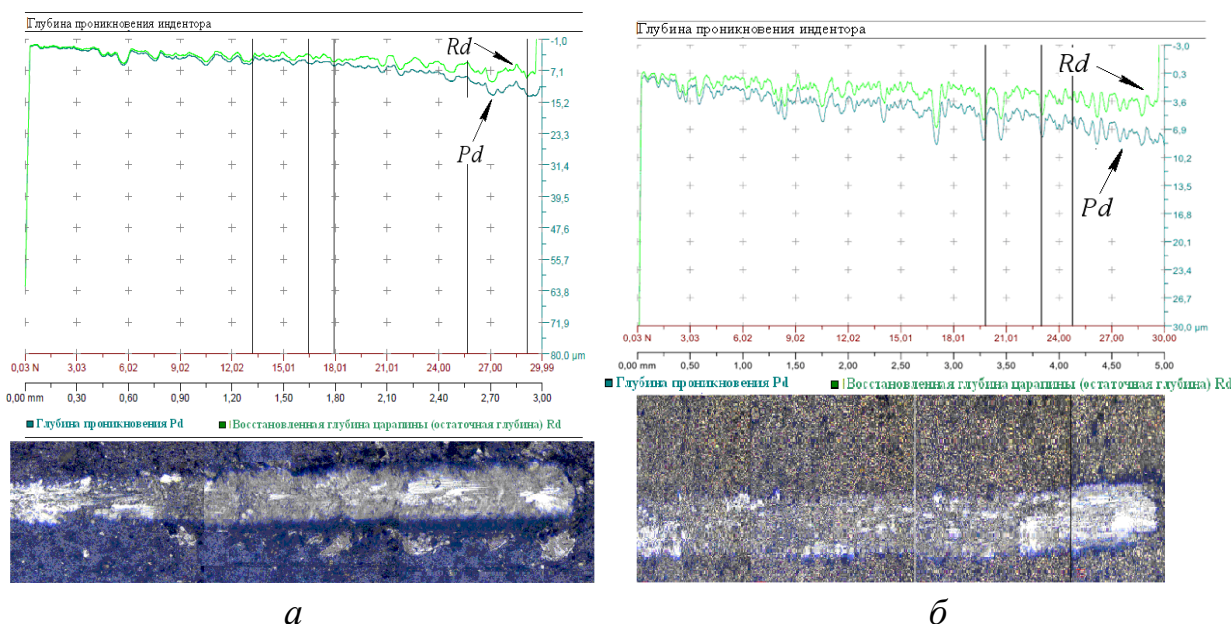 Глубина проникновения индентора
Rd
Pd
-1,0
7,1
15,2
23,3
31,4
39,5
47,6
55,7
63,8
71,9
80,0 µm
0,03 N 3,03 6,02 9,02 12,02 15,01 18,01 21,01 24,00 27,00 29,99
0,00 mm 0,30 0,60 0,90 1,20 1,50 1,80 2,10 2,40 2,70 3,00
Глубина проникновения Pd Восстановленная глубина царапины (остаточная глубина) Rd
а
Глубина проникновения индентора
Rd
Pd
-3,0
0,3
3,6
6,9
10,2
13,5
16,8
20,1
23,4
26,7
30,0 µm
0,03 N 3,03 6,02 9,02 12,02 15,01 18,01 21,01 24,00 27,00 30,00
0,00 mm 0,50 1,00 1,50 2,00 2,50 3,00 3,50 4,00 4,50 5,00
Глубина проникновения Pd Восстановленная глубина царапины (остаточная глубина) Rd
б